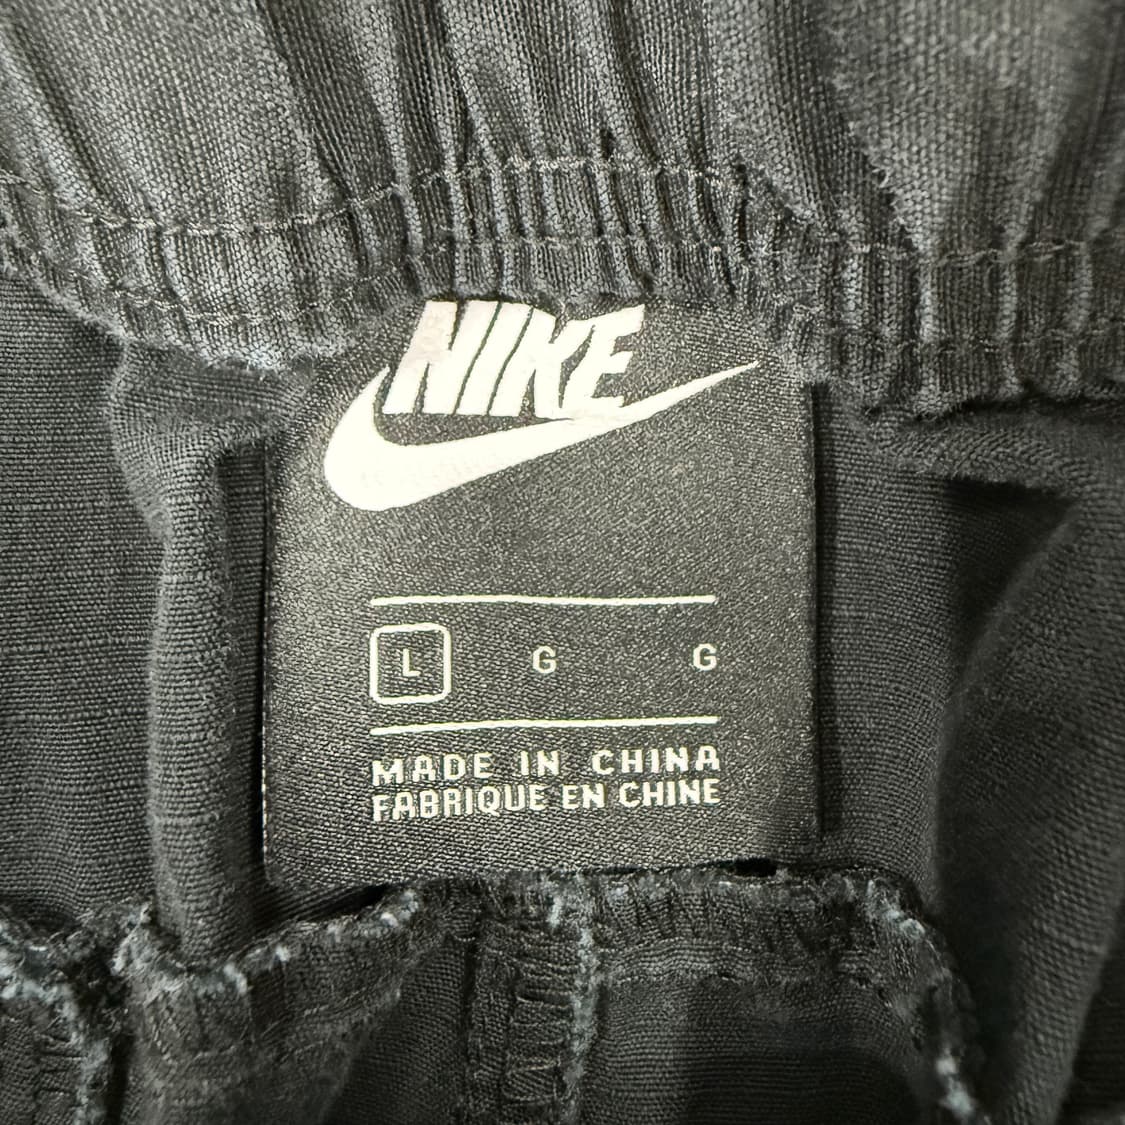 NIKE
L G G
MADE IN CHINA
FABRIQUE EN CHINE